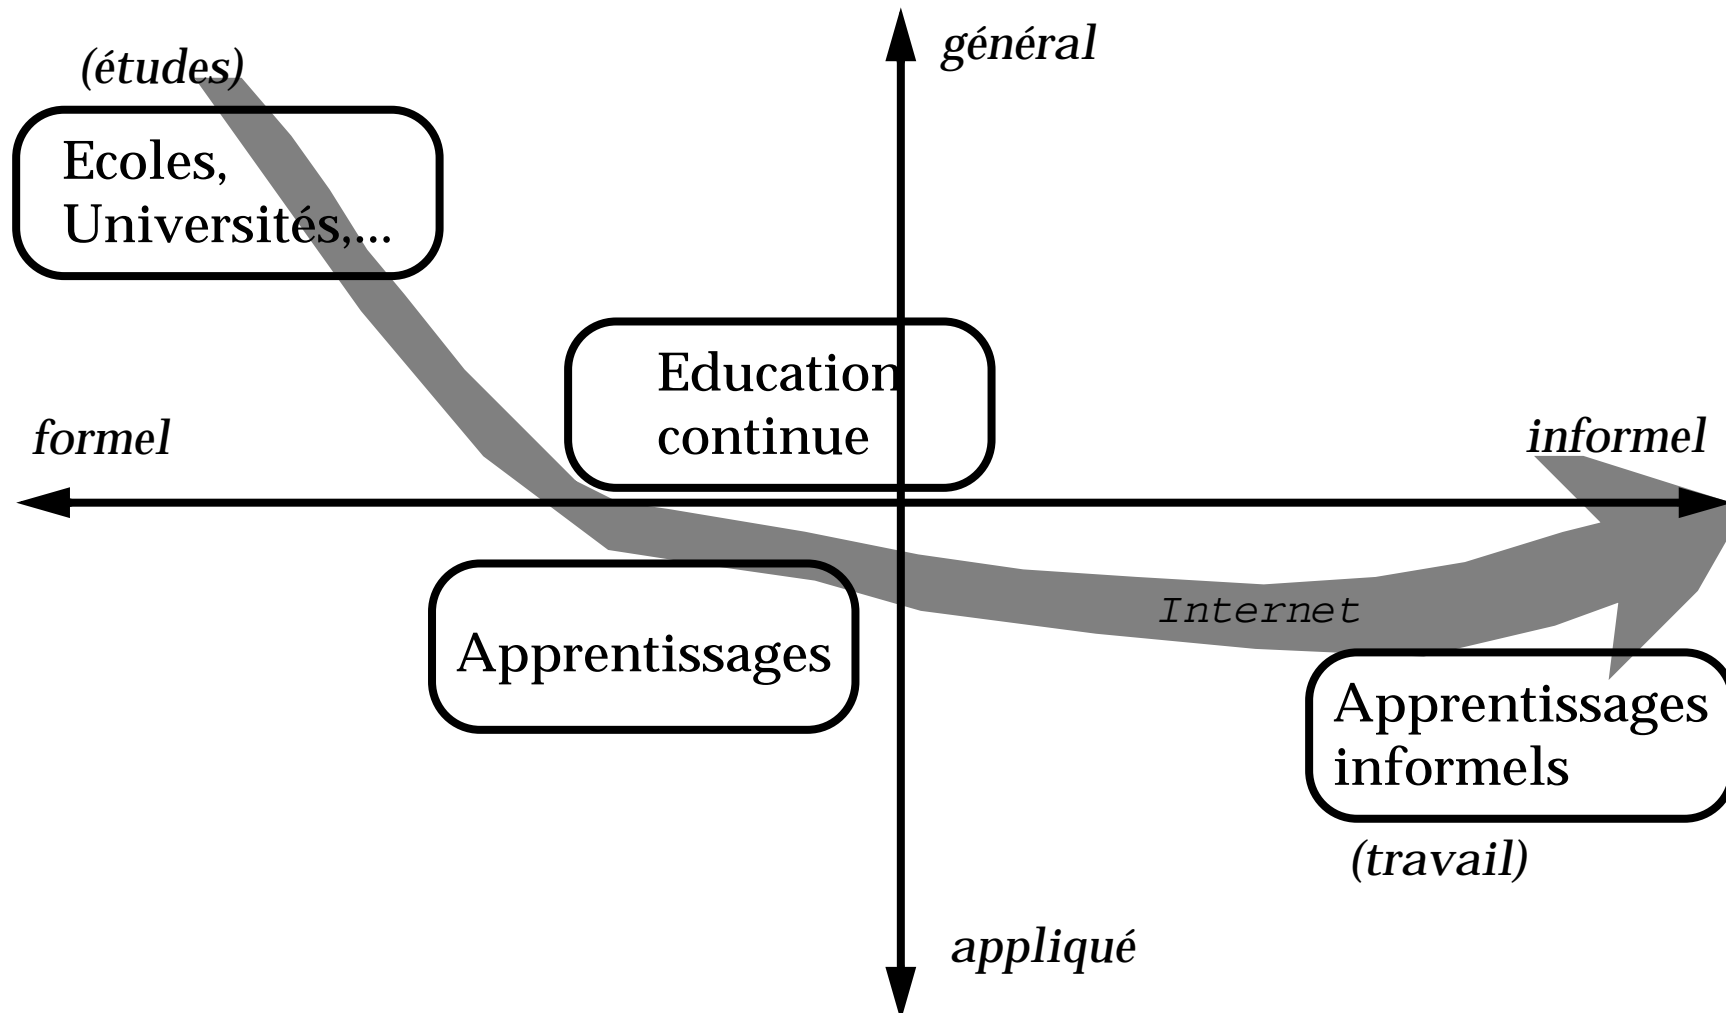 général
(études)
Ecoles,
Universités,...
Education
continue
formel
informel
Internet
Apprentissages
Apprentissages
informels
(travail)
appliqué